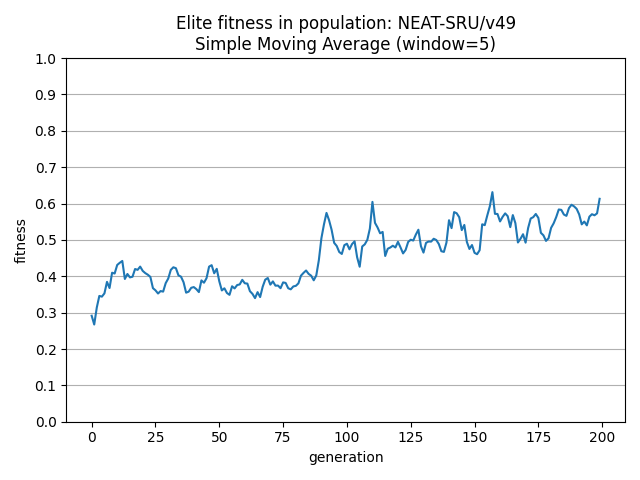 Elite fitness in population: NEAT-SRU/v49
Simple Moving Average (window=5)
1.0
0.9
0.8
0.7
0.6
0.5
0.4
0.3
0.2
0.1
0.0
fitness
0 25 50 75 100 125 150 175 200
generation